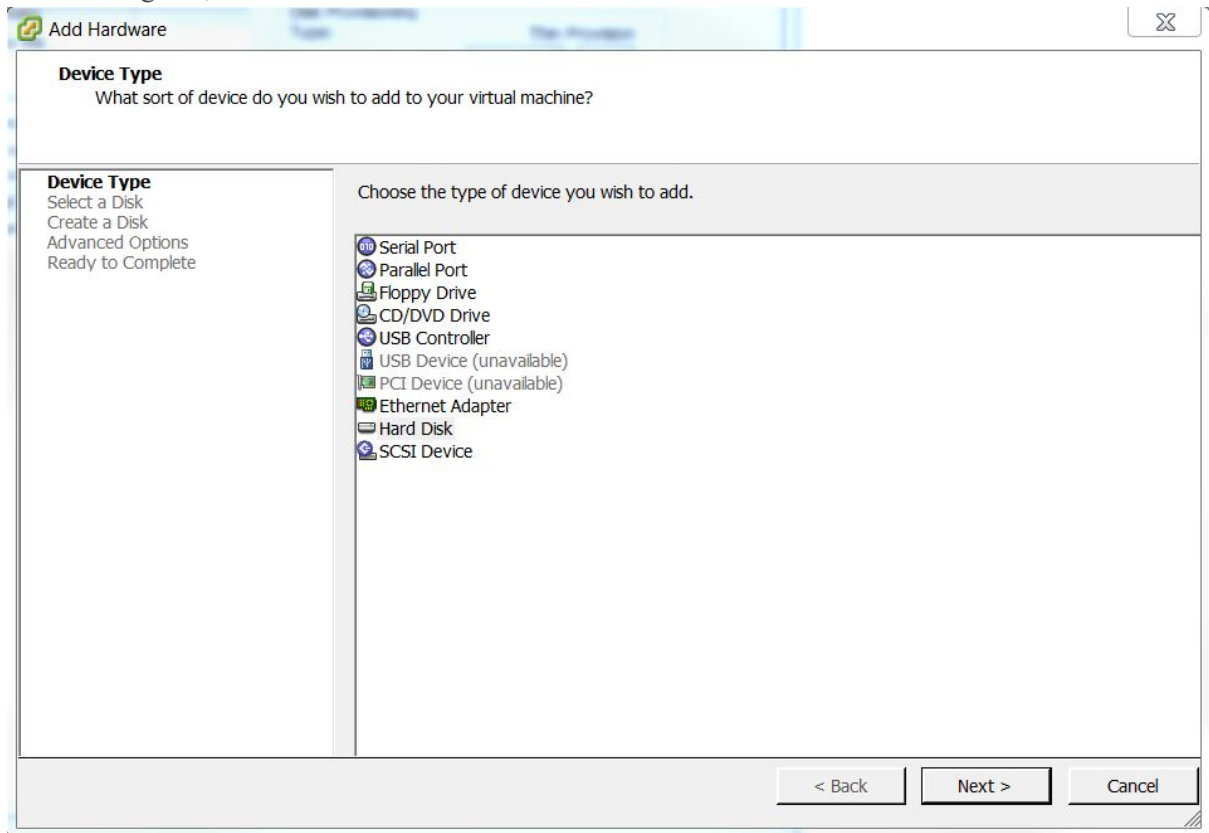 Add Hardware
Device Type
What sort of device do you wish to add to your virtual machine?
Device Type
Select a Disk
Create a Disk
Advanced Options
Ready to Complete
Choose the type of device you wish to add.
Serial Port
Parallel Port
Floppy Drive
CD/DVD Drive
USB Controller
USB Device (unavailable)
PCI Device (unavailable)
Ethernet Adapter
Hard Disk
SCSI Device
< Back
Next >
Cancel